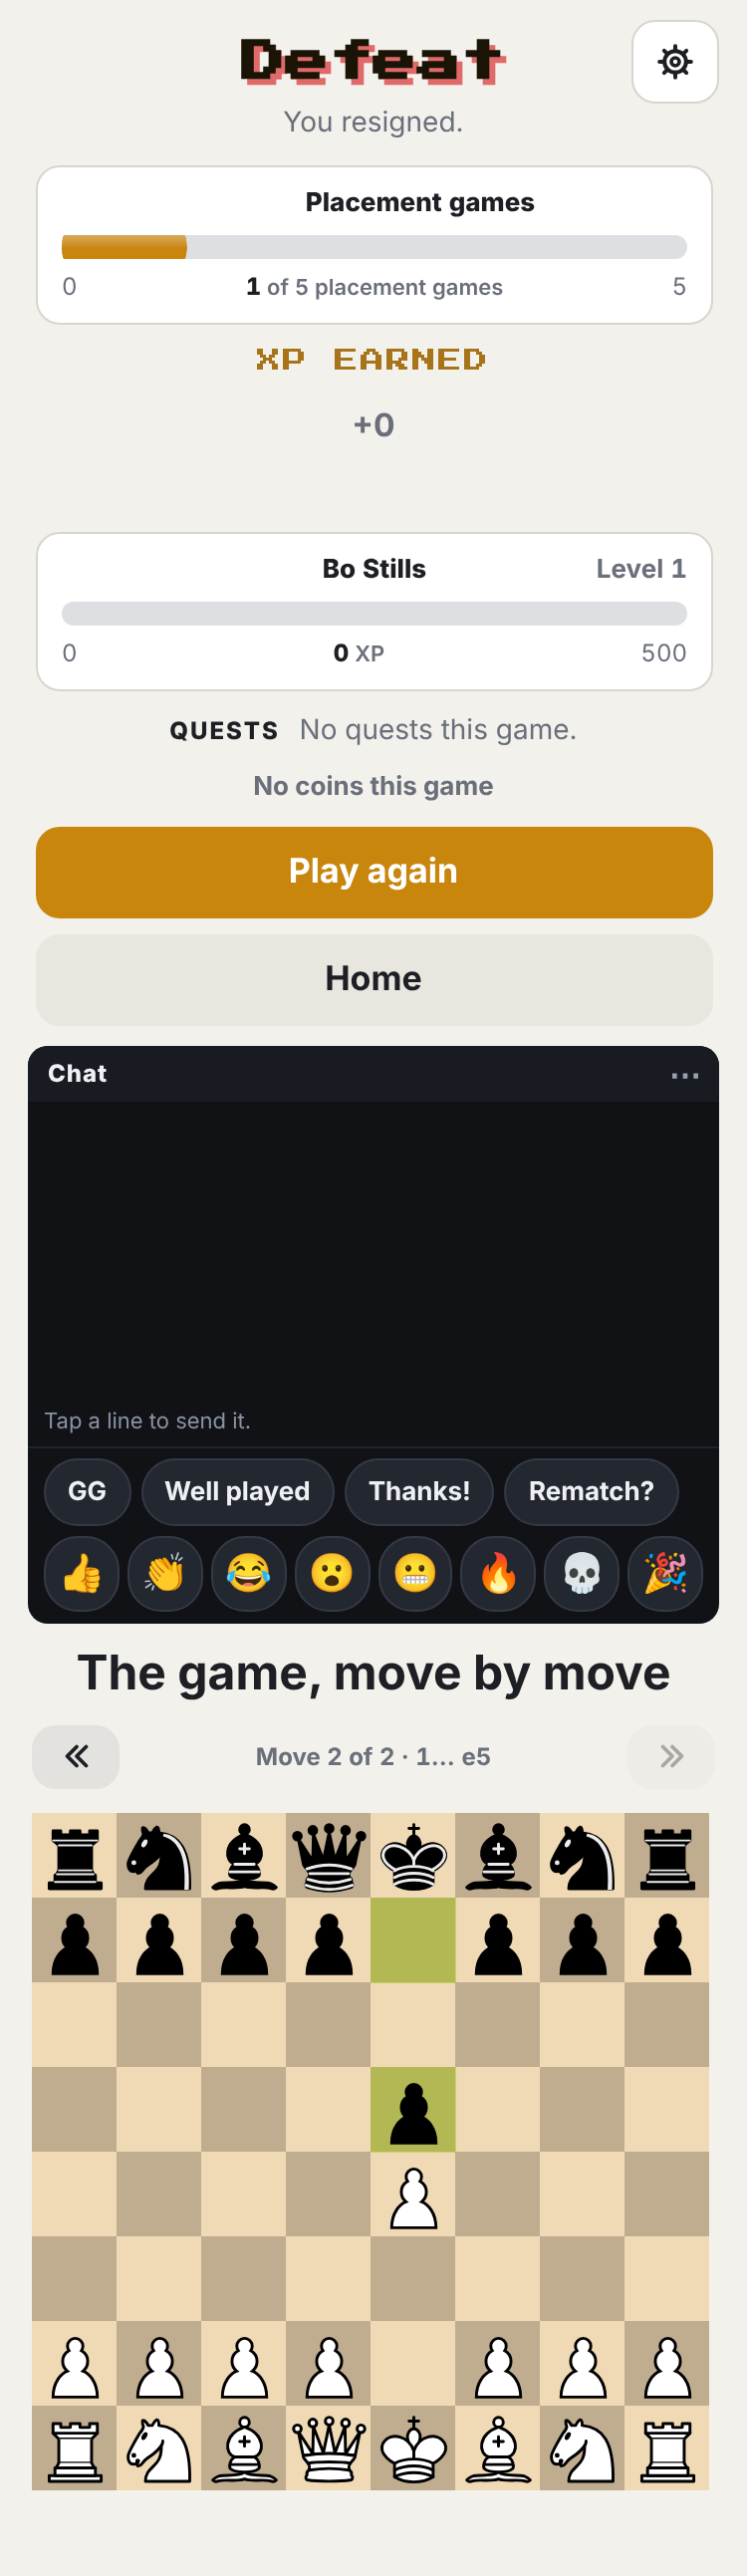 Defeat
You resigned.
Placement games
0 1 of 5 placement games 5
XP EARNED
+0
Bo Stills Level 1
0 0 XP 500
QUESTS No quests this game.
No coins this game
Play again
Home
Chat ...
Tap a line to send it.
GG Well played Thanks! Rematch?
The game, move by move
Move 2 of 2 · 1... e5